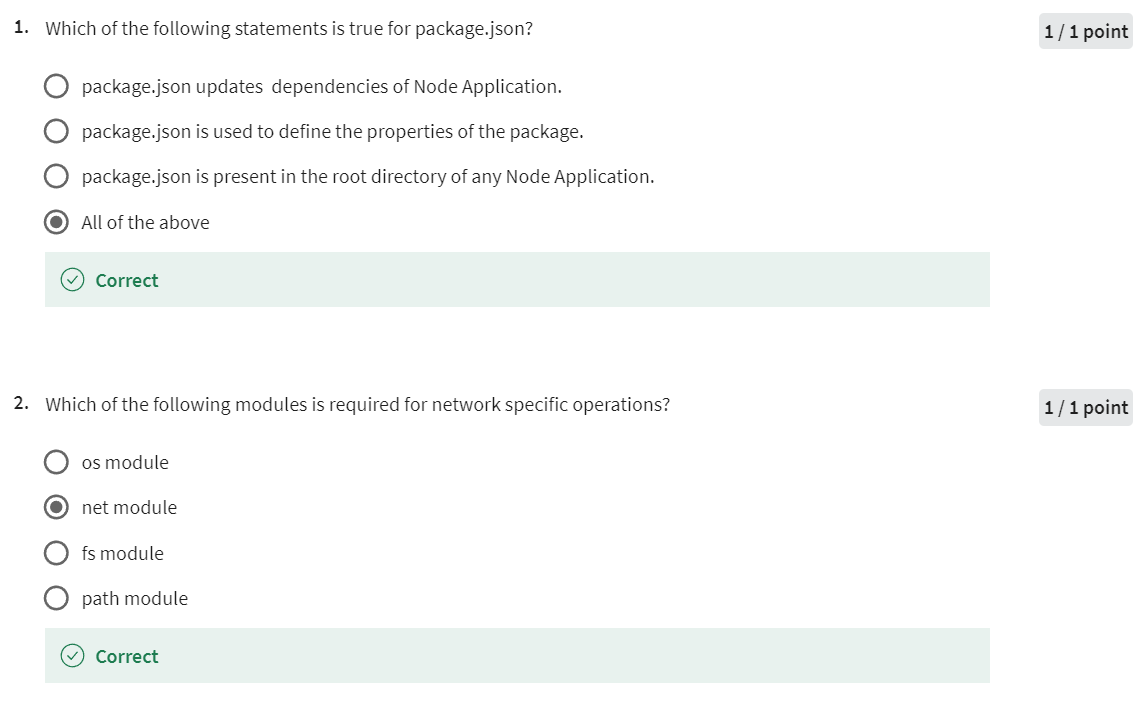 1. Which of the following statements is true for package.json?
1 / 1 point
package.json updates  dependencies of Node Application.
package.json is used to define the properties of the package.
package.json is present in the root directory of any Node Application.
All of the above
Correct
2. Which of the following modules is required for network specific operations?
1 / 1 point
os module
net module
fs module
path module
Correct